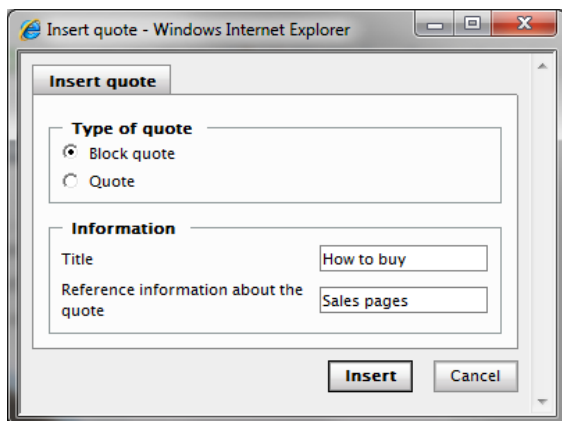 Insert quote - Windows Internet Explorer
Insert quote
Type of quote
Block quote
Quote
Information
Title
How to buy
Reference information about the
quote
Sales pages
Insert
Cancel